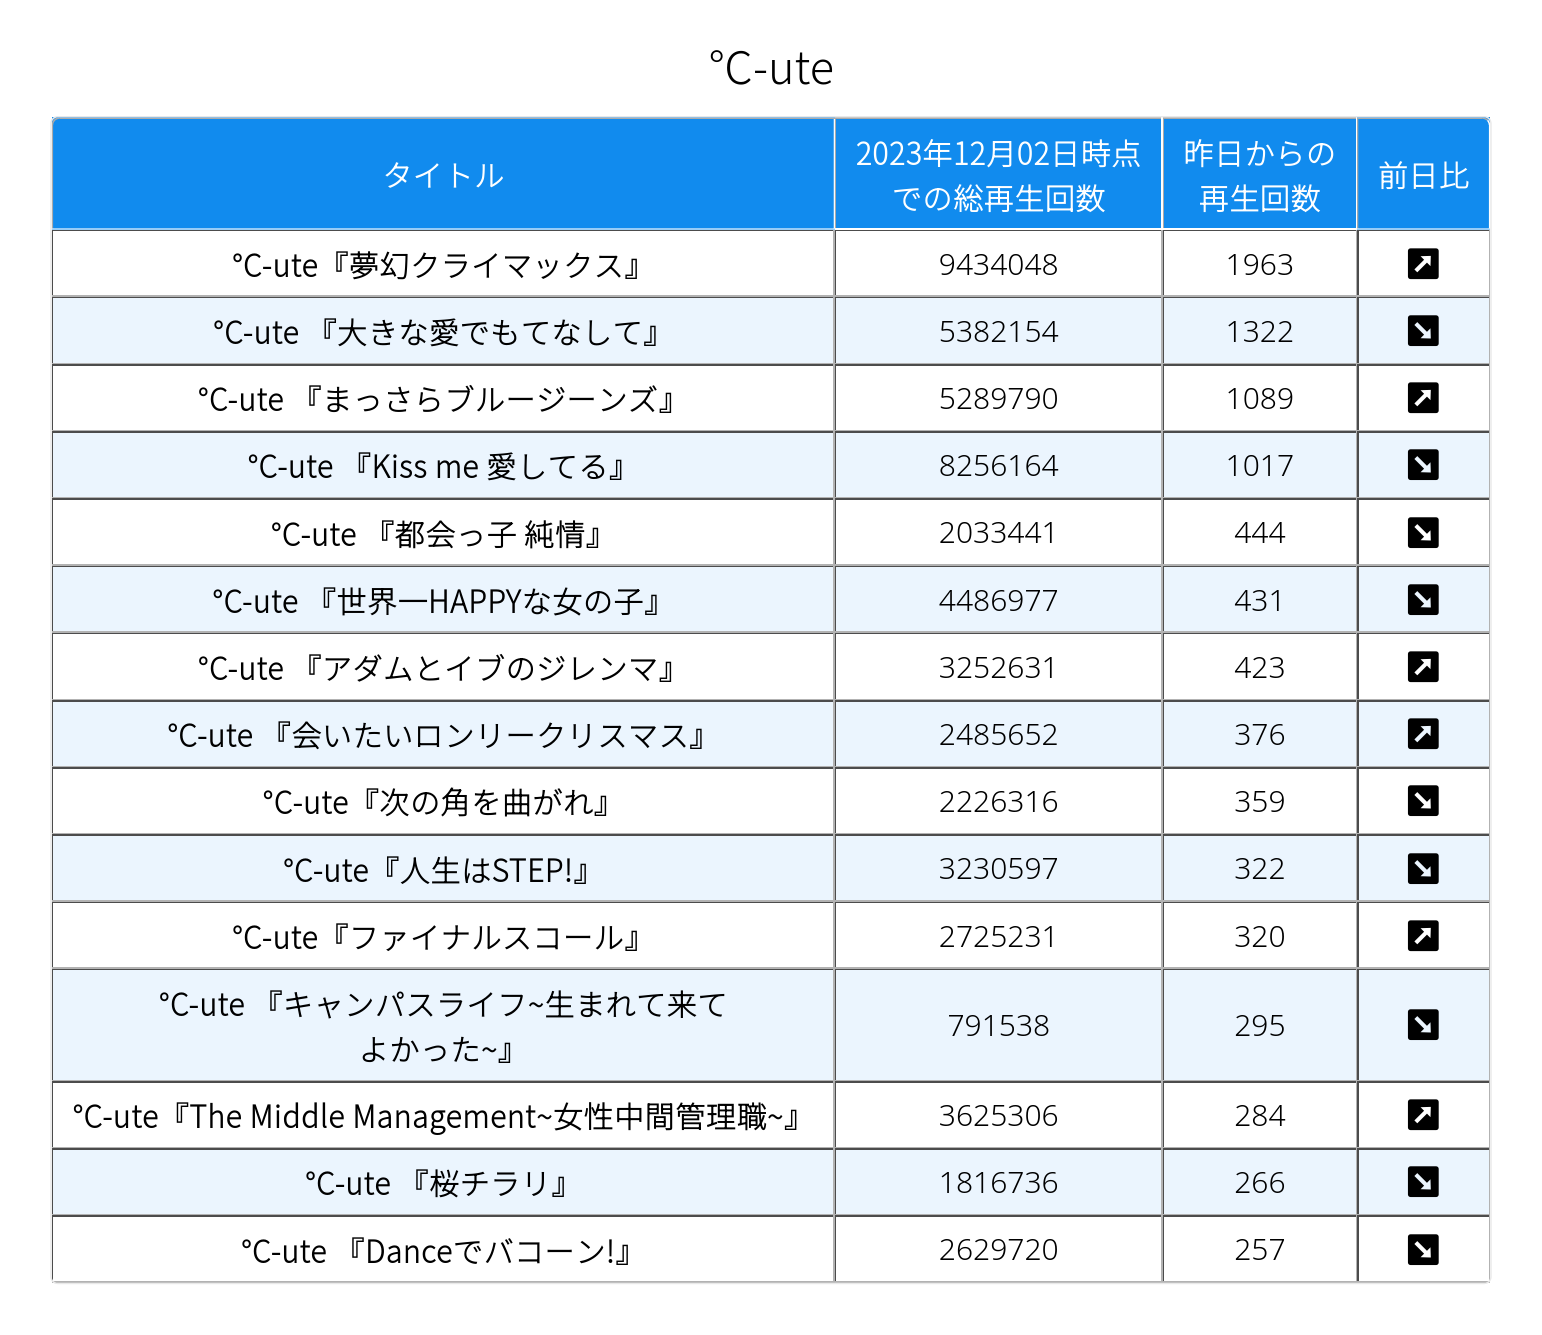 ℃-ute
タイトル
2023年12月02日時点
での総再生回数
昨日からの
再生回数
前日比
℃-ute『夢幻クライマックス』 9434048 1963
℃-ute 『大きな愛でもてなして』 5382154 1322
℃-ute 『まっさらブルージーンズ』 5289790 1089
℃-ute 『Kiss me 愛してる』 8256164 1017
℃-ute 『都会っ子 純情』 2033441 444
℃-ute 『世界一HAPPYな女の子』 4486977 431
℃-ute 『アダムとイブのジレンマ』 3252631 423
℃-ute 『会いたいロンリークリスマス』 2485652 376
℃-ute『次の角を曲がれ』 2226316 359
℃-ute『人生はSTEP!』 3230597 322
℃-ute『ファイナルスコール』 2725231 320
℃-ute 『キャンパスライフ~生まれて来て
よかった~』 791538 295
℃-ute『The Middle Management~女性中間管理職~』 3625306 284
℃-ute 『桜チラリ』 1816736 266
℃-ute 『Danceでバコーン!』 2629720 257